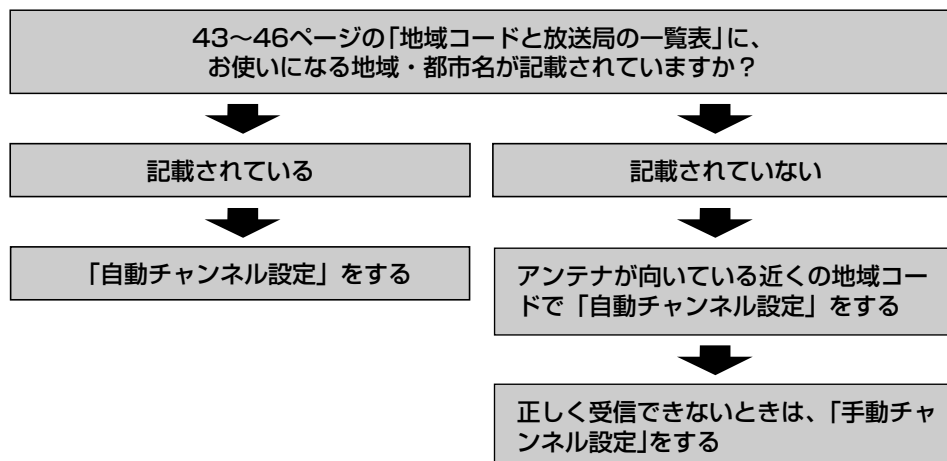 43～46ページの「地域コードと放送局の一覧表」に、
お使いになる地域・都市名が記載されていますか？
記載されている
記載されていない
「自動チャンネル設定」をする
アンテナが向いている近くの地域コー
ドで「自動チャンネル設定」をする
正しく受信できないときは、「手動チャ
ンネル設定」をする